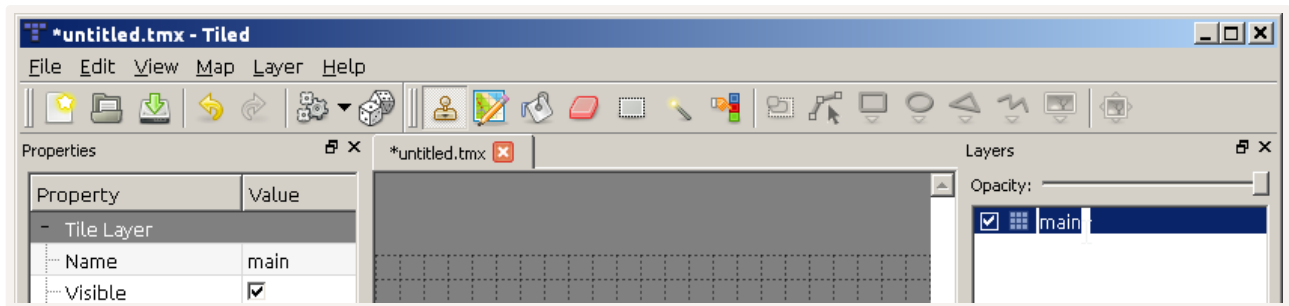 *untitled.tmx - Tiled
File Edit View Map Layer Help
Properties
*untitled.tmx
Layers
Property Value
Opacity:
Tile Layer
main
Name main
Visible